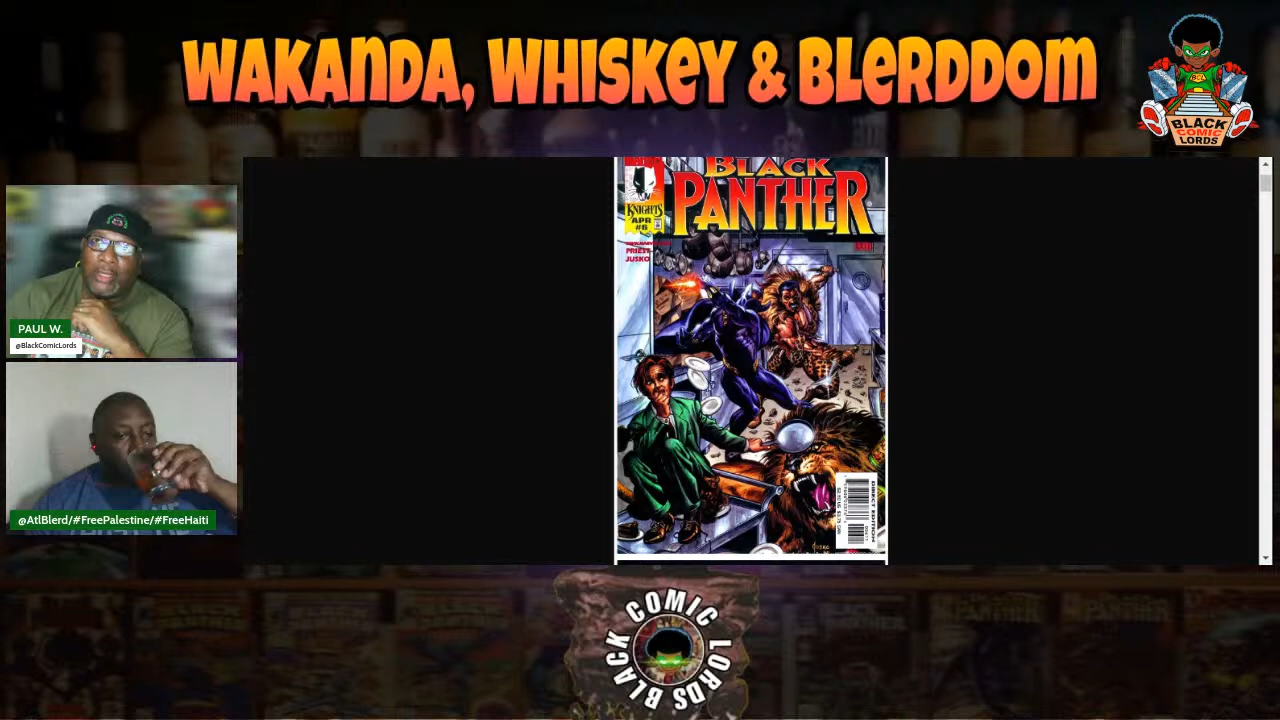 WAKANDA, WHISKEY & BLERDDOM
BCL
BLACK
COMIC
LORDS
BLACK
PANTHER
KNIGHTS
APR
#6
PRIEST
JUSKO
DIRECT EDITION
PAUL W.
@BlackComicLords
@AtlBlerd/#FreePalestine/#FreeHaiti
BLACK COMIC LORDS